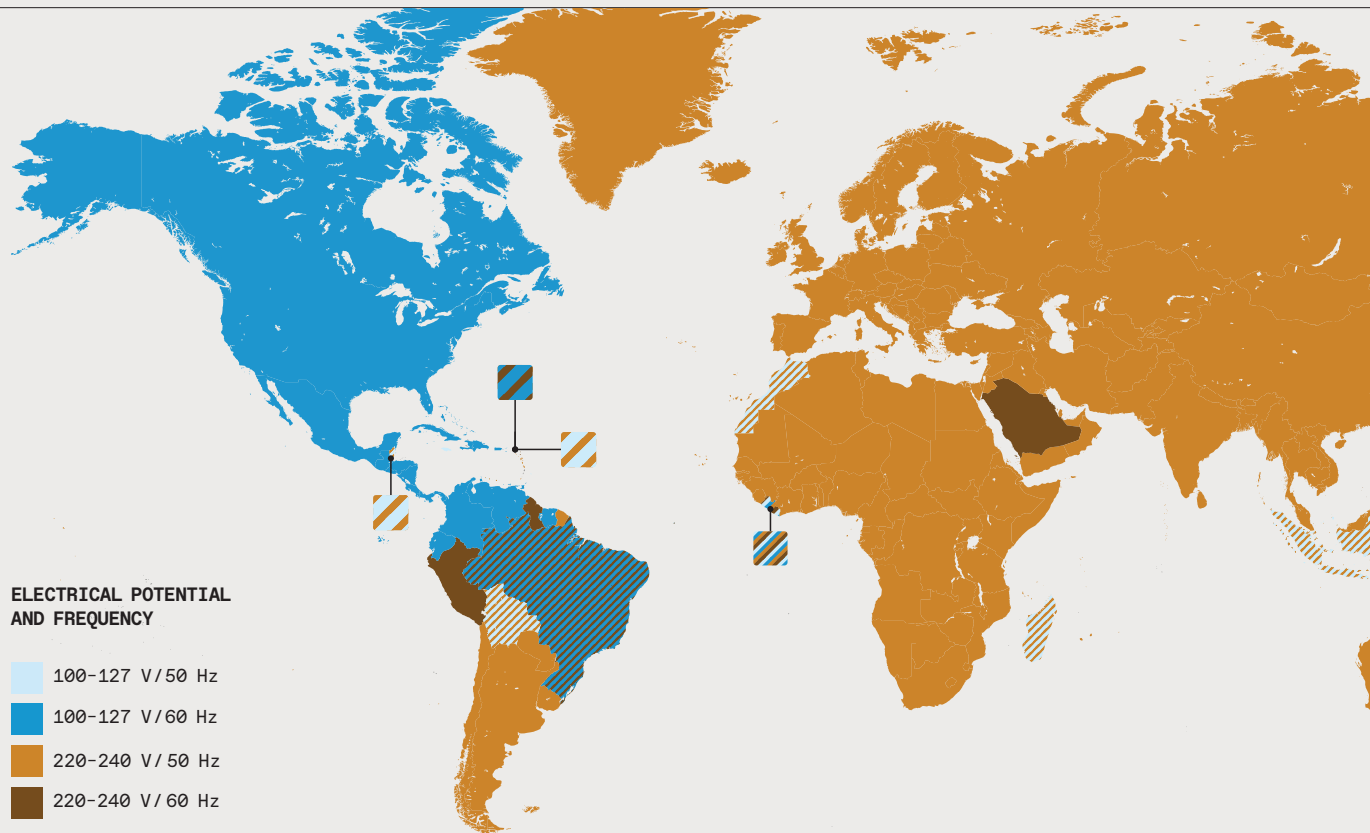 ELECTRICAL POTENTIAL
AND FREQUENCY
100-127 V/50 Hz
100-127 V/60 Hz
220-240 V/50 Hz
220-240 V/60 Hz